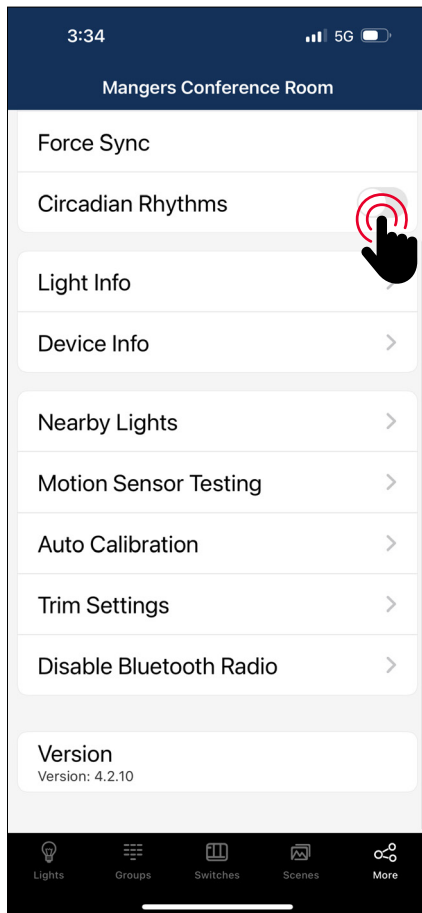 3:34
5G
Mangers Conference Room
Force Sync
Circadian Rhythms
Light Info
Device Info
Nearby Lights
Motion Sensor Testing
Auto Calibration
Trim Settings
Disable Bluetooth Radio
Version
Version: 4.2.10
Lights Groups Switches Scenes More